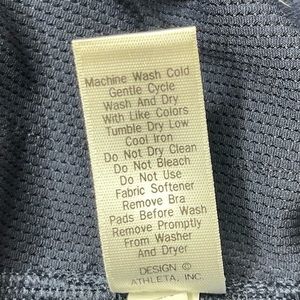 Machine Wash Cold
Gentle Cycle
Wash And Dry
With Like Colors
Tumble Dry Low
Cool Iron
Do Not Dry Clean
Do Not Bleach
Do Not Use
Fabric Softener
Remove Bra
Pads Before Wash
Remove Promptly
From Washer
And Dryer
DESIGN ©
ATHLETA, INC.